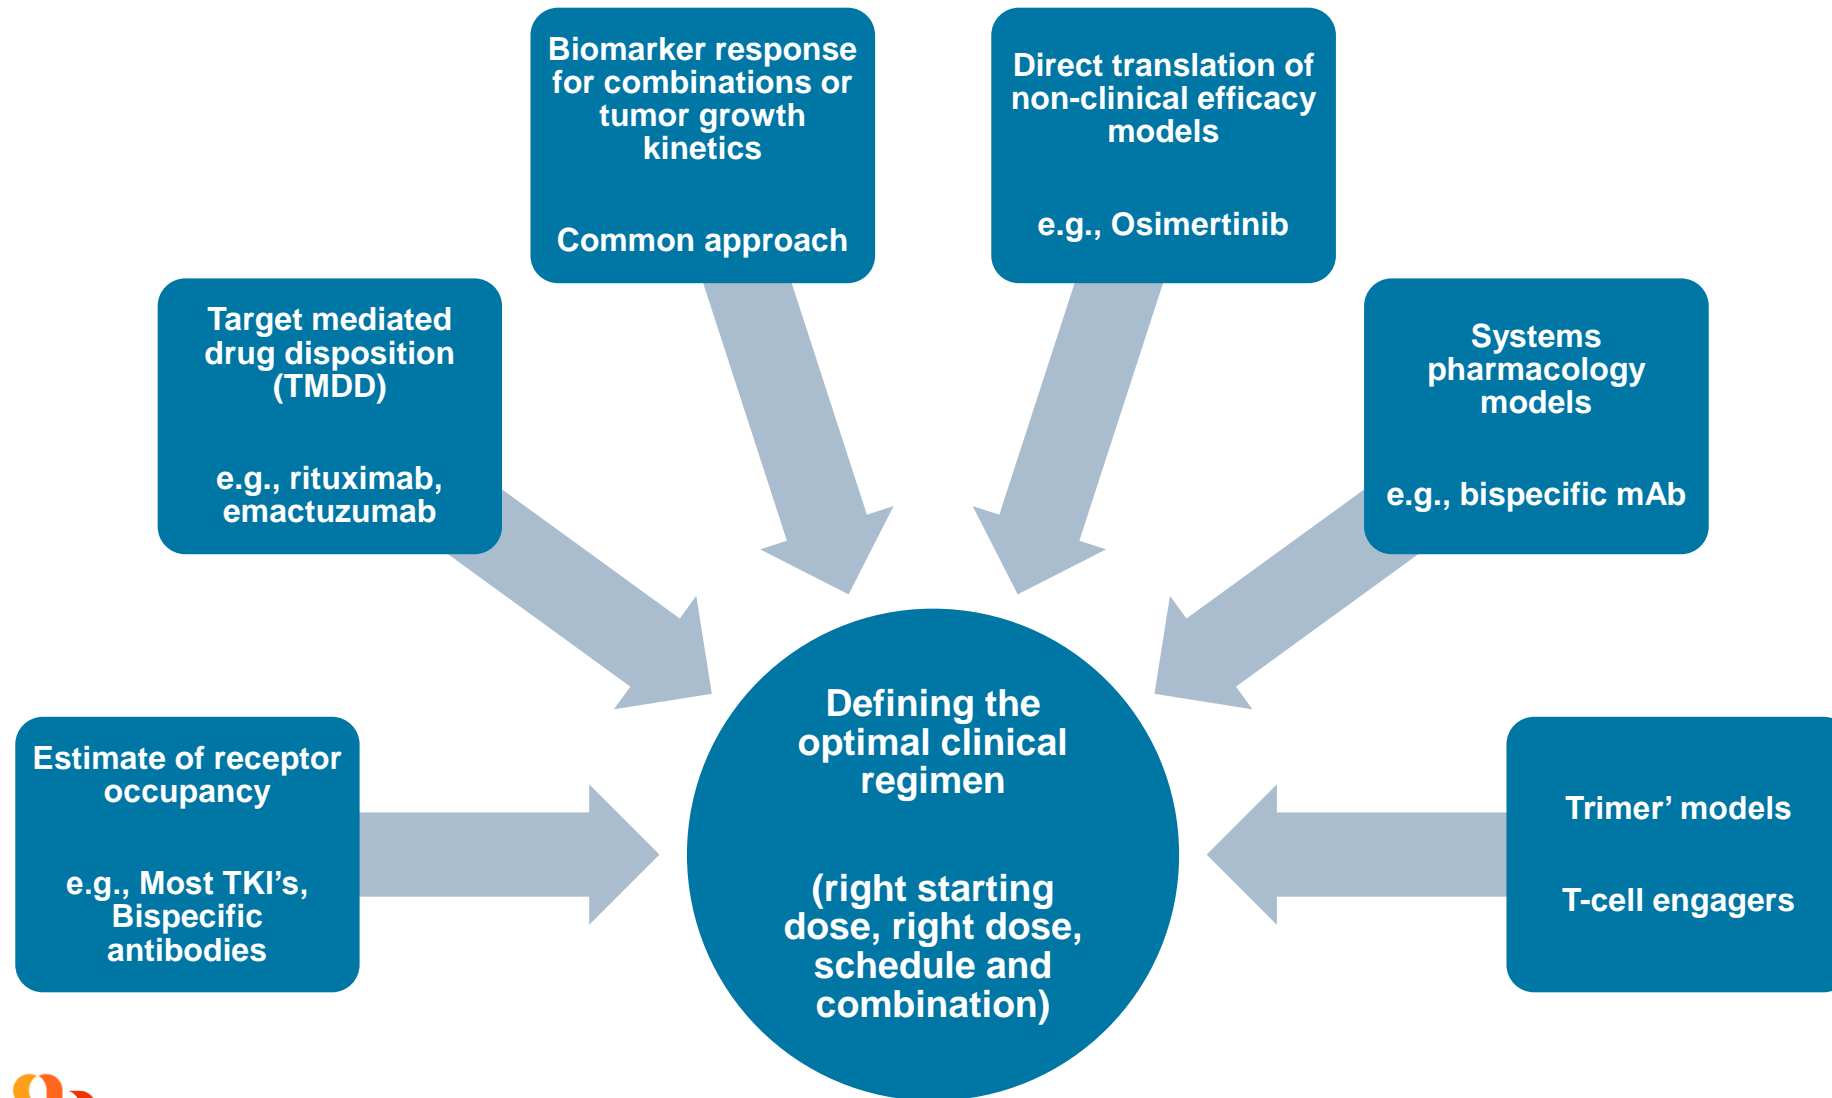 Biomarker response
for combinations or
tumor growth
kinetics
Common approach
Direct translation of
non-clinical efficacy
models
e.g., Osimertinib
Target mediated
drug disposition
(TMDD)
e.g., rituximab,
emactuzumab
Systems
pharmacology
models
e.g., bispecific mAb
Estimate of receptor
occupancy
e.g., Most TKI’s,
Bispecific
antibodies
Defining the
optimal clinical
regimen
(right starting
dose, right dose,
schedule and
combination)
Trimer’ models
T-cell engagers